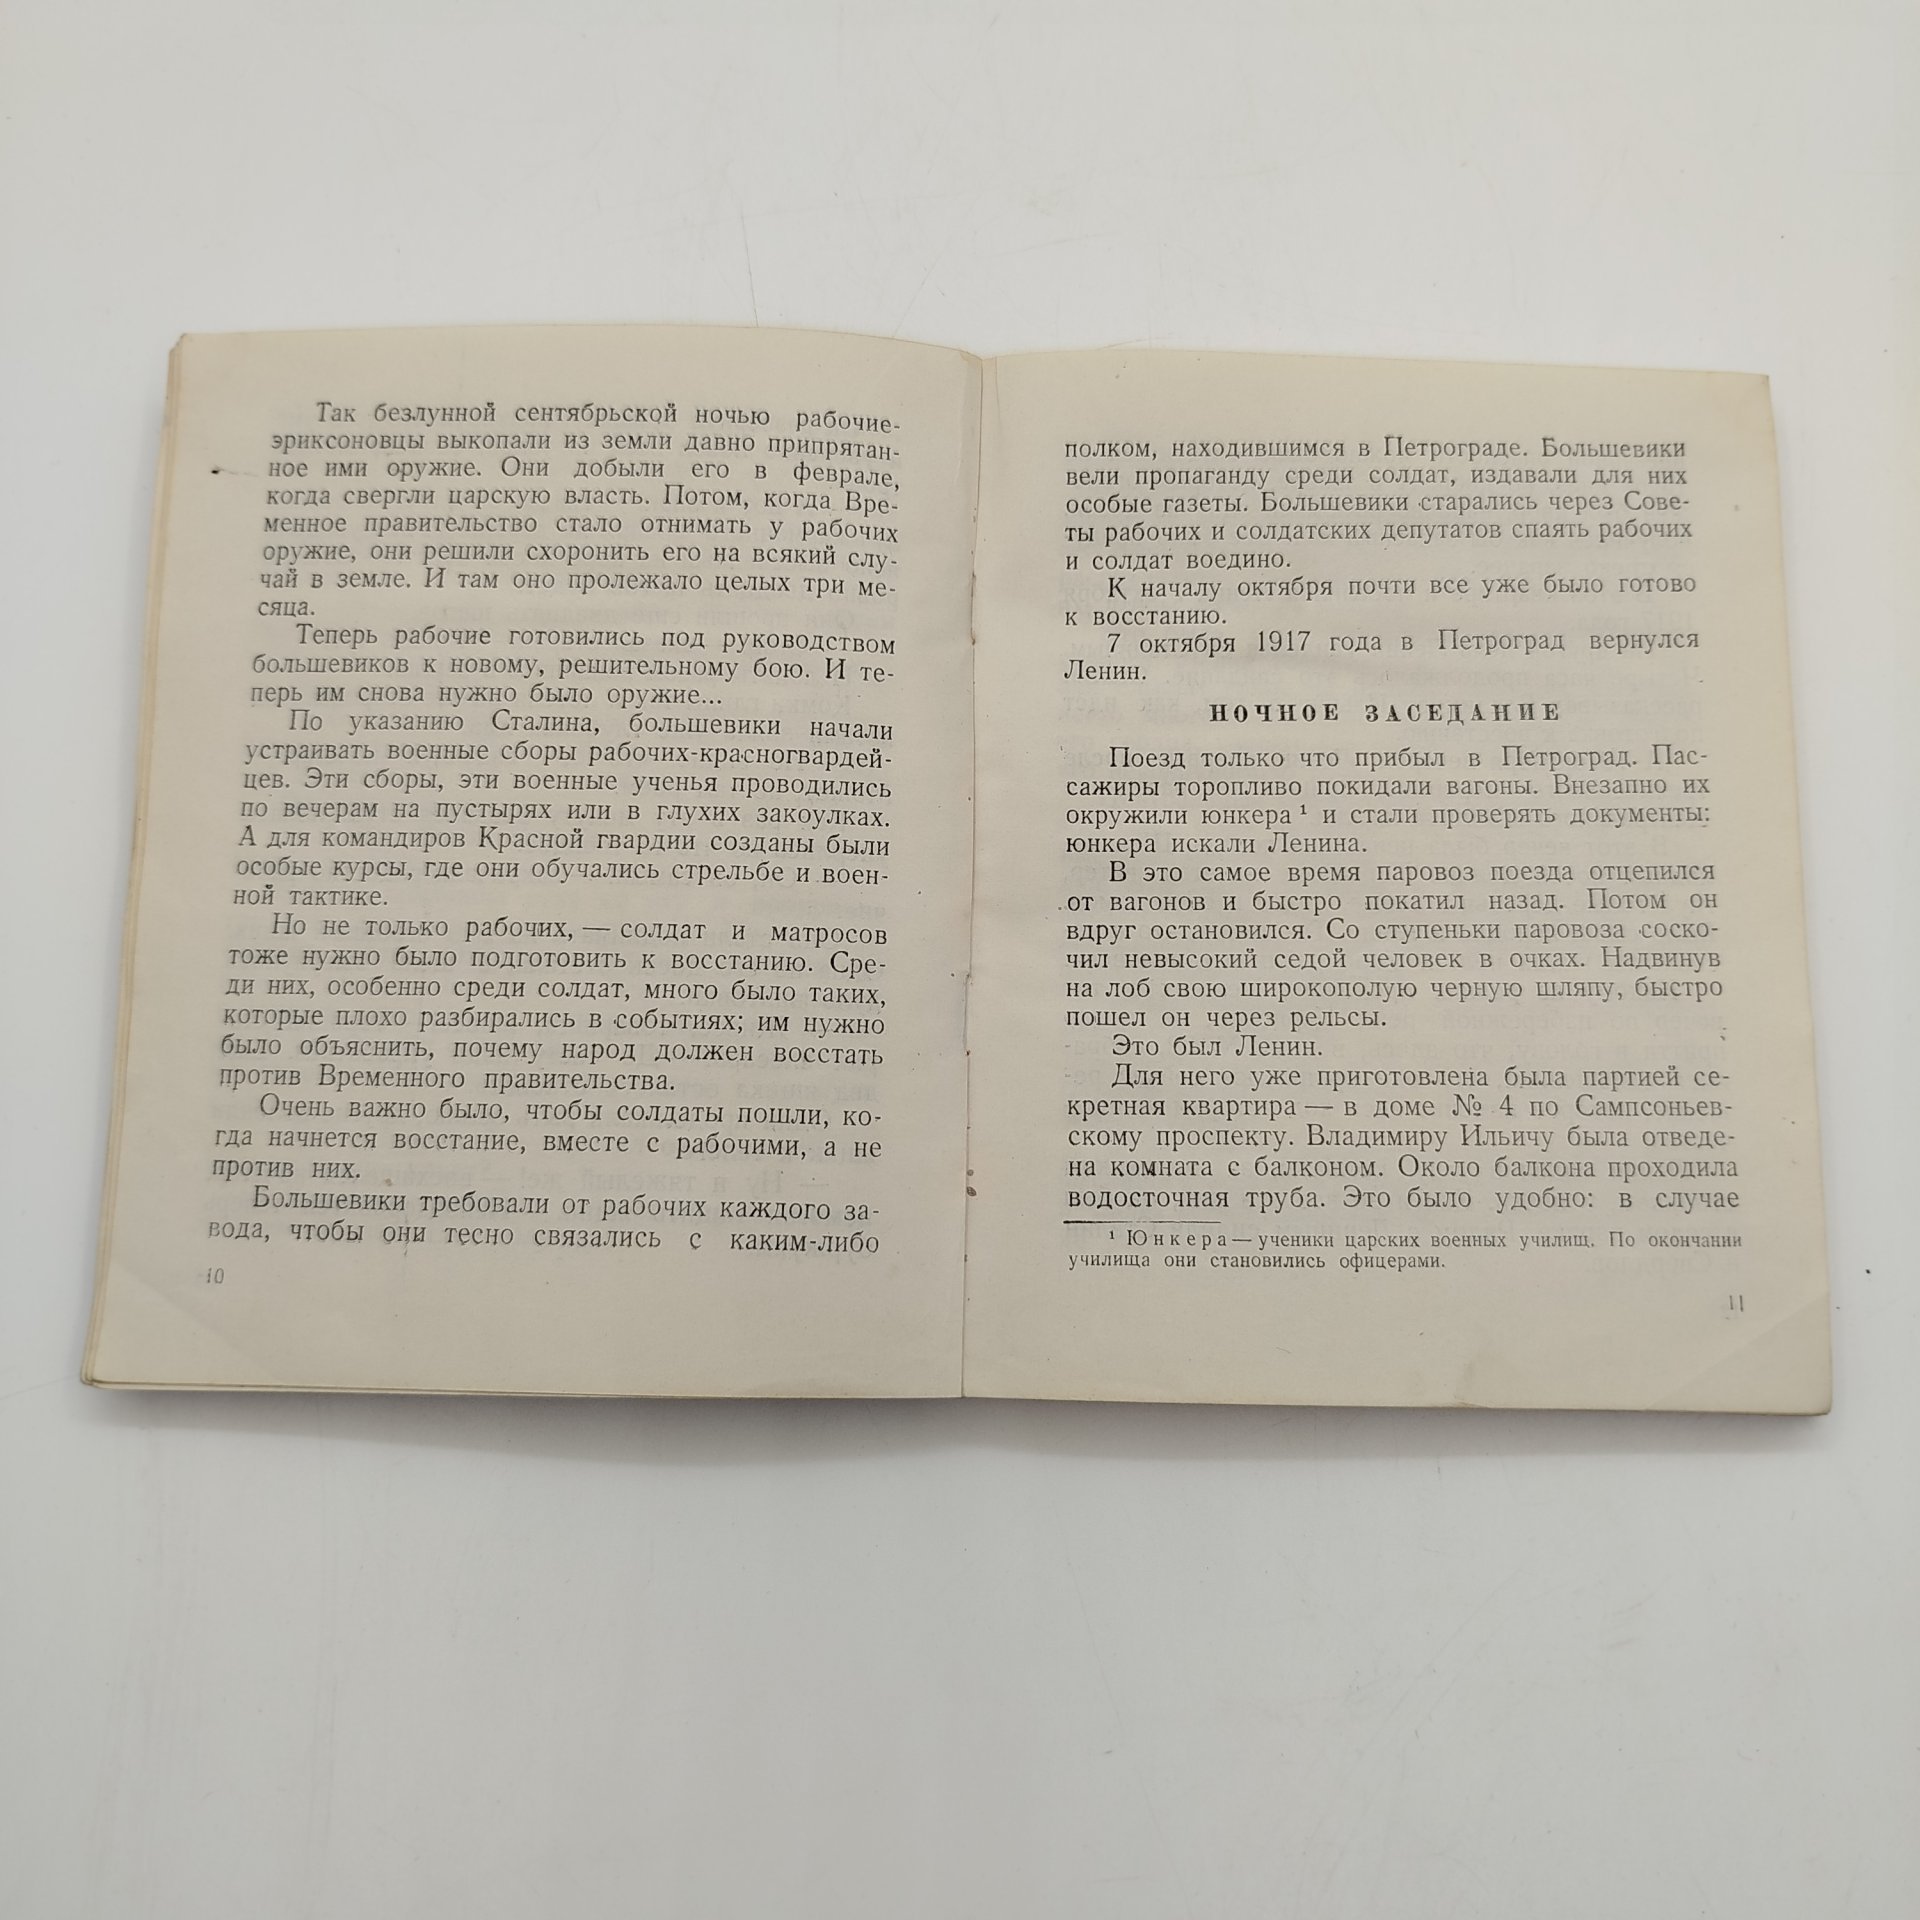 Так безлунной сентябрьской ночью рабочие-
эриксоновцы выкопали из земли давно припрятан-
ное ими оружие. Они добыли его в феврале,
когда свергли царскую власть. Потом, когда Вре-
менное правительство стало отнимать у рабочих
оружие, они решили схоронить его на всякий слу-
чай в земле. И там оно пролежало целых три ме-
сяца.
Теперь рабочие готовились под руководством
большевиков к новому, решительному бою. И те-
перь им снова нужно было оружие...
По указанию Сталина, большевики начали
устраивать военные сборы рабочих-красногвардей-
цев. Эти сборы, эти военные ученья проводились
по вечерам на пустырях или в глухих закоулках.
А для командиров Красной гвардии созданы были
особые курсы, где они обучались стрельбе и воен-
ной тактике.
Но не только рабочих, — солдат и матросов
тоже нужно было подготовить к восстанию. Сре-
ди них, особенно среди солдат, много было таких,
которые плохо разбирались в событиях; им нужно
было объяснить, почему народ должен восстать
против Временного правительства.
Очень важно было, чтобы солдаты пошли, ко-
гда начнется восстание, вместе с рабочими, а не
против них.
Большевики требовали от рабочих каждого за-
вода, чтобы они тесно связались с каким-либо
10
полком, находившимся в Петрограде. Большевики
вели пропаганду среди солдат, издавали для них
особые газеты. Большевики старались через Сове-
ты рабочих и солдатских депутатов спаять рабочих
и солдат воедино.
К началу октября почти все уже было готово
к восстанию.
7 октября 1917 года в Петроград вернулся
Ленин.
НОЧНОЕ ЗАСЕДАНИЕ
Поезд только что прибыл в Петроград. Пас-
сажиры торопливо покидали вагоны. Внезапно их
окружили юнкера ¹ и стали проверять документы:
юнкера искали Ленина.
В это самое время паровоз поезда отцепился
от вагонов и быстро покатил назад. Потом он
вдруг остановился. Со ступеньки паровоза соско-
чил невысокий седой человек в очках. Надвинув
на лоб свою широкополую черную шляпу, быстро
пошел он через рельсы.
Это был Ленин.
Для него уже приготовлена была партией се-
кретная квартира — в доме № 4 по Сампсоньев-
скому проспекту. Владимиру Ильичу была отведе-
на комната с балконом. Около балкона проходила
водосточная труба. Это было удобно: в случае
¹ Юнкера — ученики царских военных училищ. По окончании
училища они становились офицерами.
11